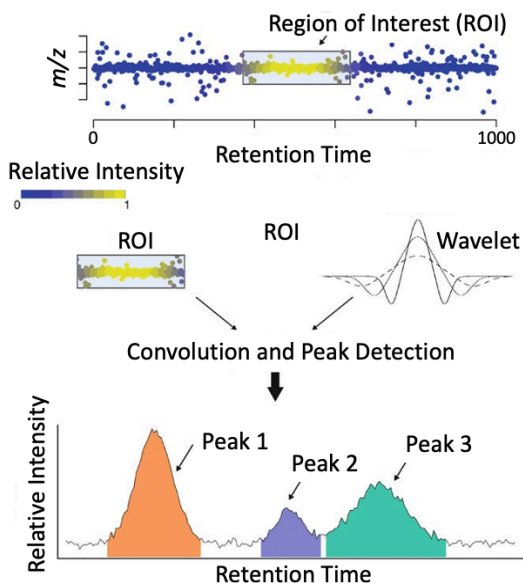 Region of Interest (ROI)
m/z
0
1000
Retention Time
Relative Intensity
0
1
ROI
ROI
Wavelet
Convolution and Peak Detection
Relative Intensity
Peak 1
Peak 2
Peak 3
Retention Time